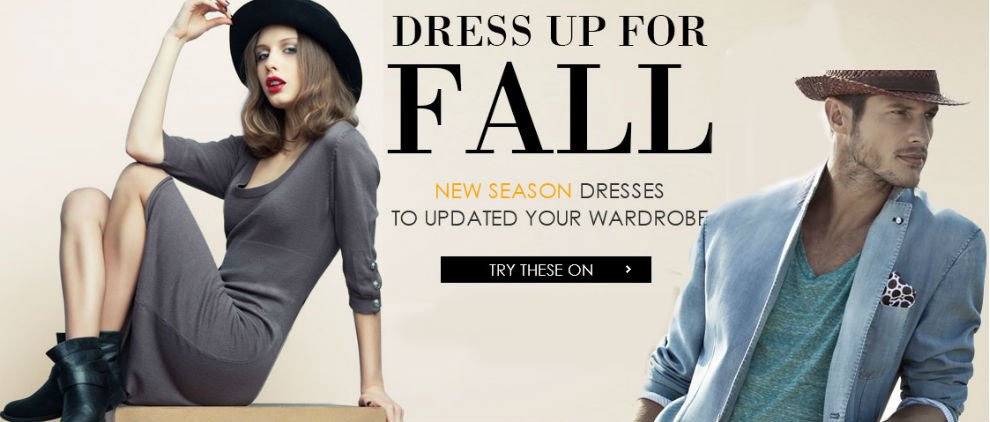 DRESS UP FOR
FALL
NEW SEASON DRESSES
TO UPDATED YOUR WARDROBE
TRY THESE ON >